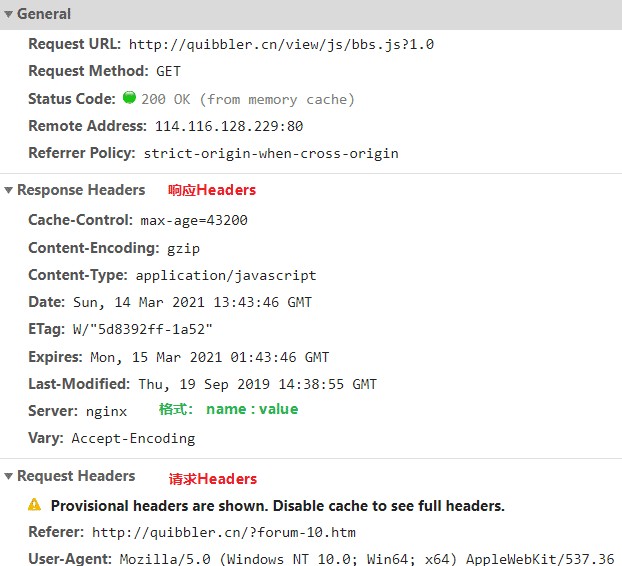 General
Request URL: http://quibbler.cn/view/js/bbs.js?1.0
Request Method: GET
Status Code: 200 OK (from memory cache)
Remote Address: 114.116.128.229:80
Referrer Policy: strict-origin-when-cross-origin
Response Headers 响应Headers
Cache-Control: max-age=43200
Content-Encoding: gzip
Content-Type: application/javascript
Date: Sun, 14 Mar 2021 13:43:46 GMT
ETag: W/"5d8392ff-1a52"
Expires: Mon, 15 Mar 2021 01:43:46 GMT
Last-Modified: Thu, 19 Sep 2019 14:38:55 GMT
Server: nginx 格式： name : value
Vary: Accept-Encoding
Request Headers 请求Headers
Provisional headers are shown. Disable cache to see full headers.
Referer: http://quibbler.cn/?forum-10.htm
User-Agent: Mozilla/5.0 (Windows NT 10.0; Win64; x64) AppleWebKit/537.36